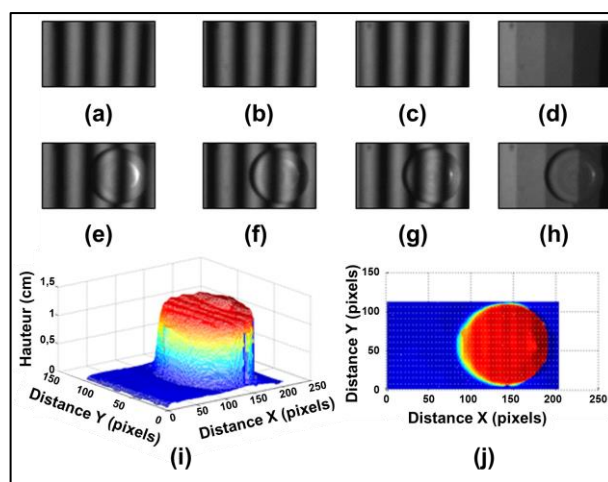 (a) (b) (c) (d)
(e) (f) (g) (h)
Hauteur (cm)
1,5
1
0,5
0
150
100
50
0
Distance Y (pixels)
0
50
100
150
200
250
Distance X (pixels)
(i)
Distance Y (pixels)
150
100
50
0
0 50 100 150 200 250
Distance X (pixels)
(j)